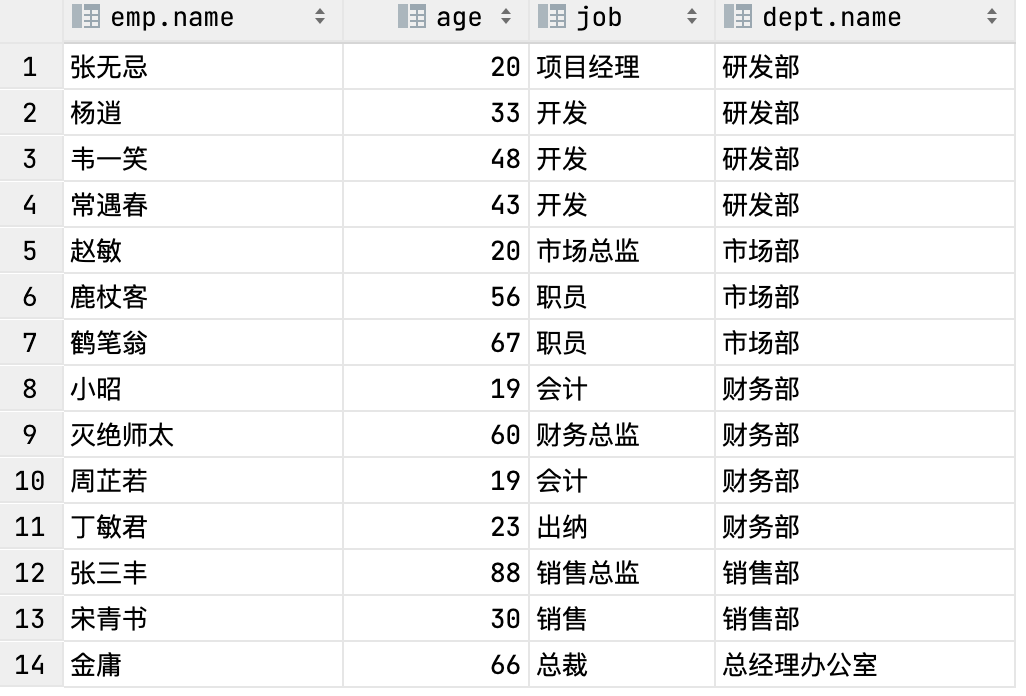 emp.name age job dept.name
1 张无忌 20 项目经理 研发部
2 杨逍 33 开发 研发部
3 韦一笑 48 开发 研发部
4 常遇春 43 开发 研发部
5 赵敏 20 市场总监 市场部
6 鹿杖客 56 职员 市场部
7 鹤笔翁 67 职员 市场部
8 小昭 19 会计 财务部
9 灭绝师太 60 财务总监 财务部
10 周芷若 19 会计 财务部
11 丁敏君 23 出纳 财务部
12 张三丰 88 销售总监 销售部
13 宋青书 30 销售 销售部
14 金庸 66 总裁 总经理办公室